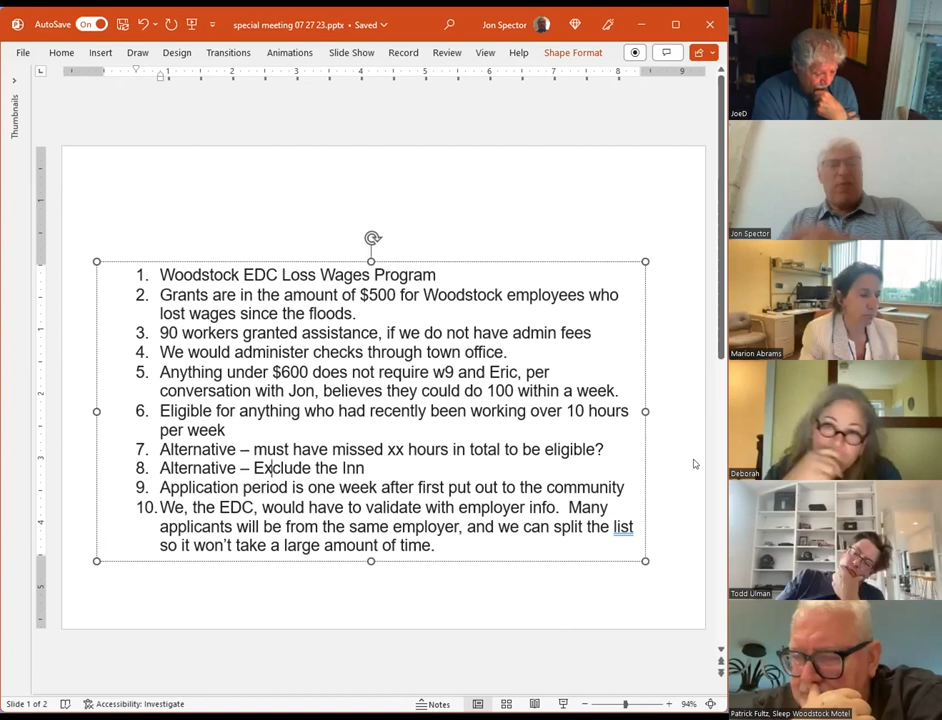 AutoSave On special meeting 07 27 23.pptx • Saved Jon Spector
File Home Insert Draw Design Transitions Animations Slide Show Record Review View Help Shape Format
1 2 3 4 5 6 7 8 9
Thumbnails
1. Woodstock EDC Loss Wages Program
2. Grants are in the amount of $500 for Woodstock employees who
lost wages since the floods.
3. 90 workers granted assistance, if we do not have admin fees
4. We would administer checks through town office.
5. Anything under $600 does not require w9 and Eric, per
conversation with Jon, believes they could do 100 within a week.
6. Eligible for anything who had recently been working over 10 hours
per week
7. Alternative – must have missed xx hours in total to be eligible?
8. Alternative – Exclude the Inn
9. Application period is one week after first put out to the community
10. We, the EDC, would have to validate with employer info. Many
applicants will be from the same employer, and we can split the list
so it won't take a large amount of time.
Slide 1 of 2 Accessibility: Investigate Notes 94%
JoeD
Jon Spector
Marion Abrams
Deborah
Todd Ulman
Patrick Fultz, Sleep Woodstock Motel